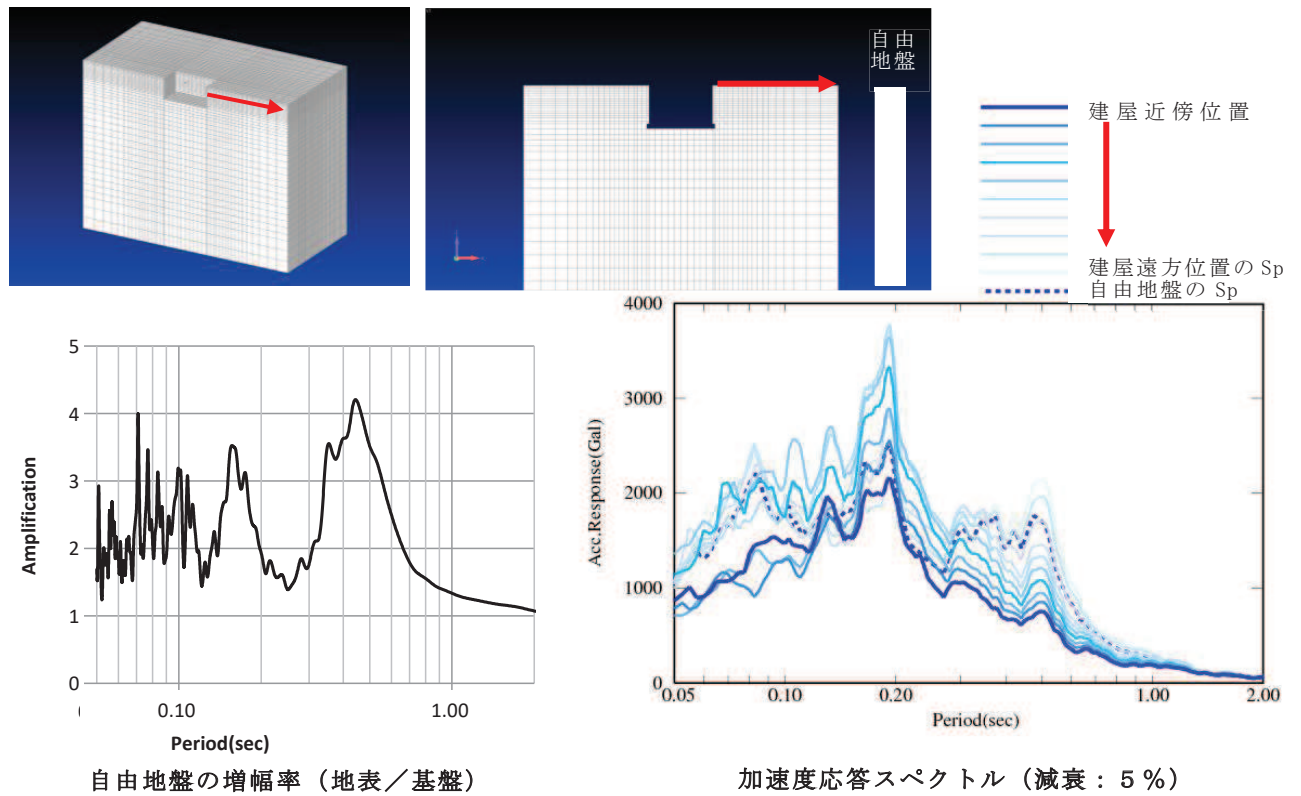 自由
地盤
建屋近傍位置
建屋遠方位置の Sp
自由地盤の Sp
5
4
3
2
1
0
Amplification
0.10
1.00
Period(sec)
自由地盤の増幅率（地表／基盤）
4000
3000
2000
1000
0
Acc.Response(Gal)
0.05
0.10
0.20
1.00
2.00
Period(sec)
加速度応答スペクトル（減衰：５％）